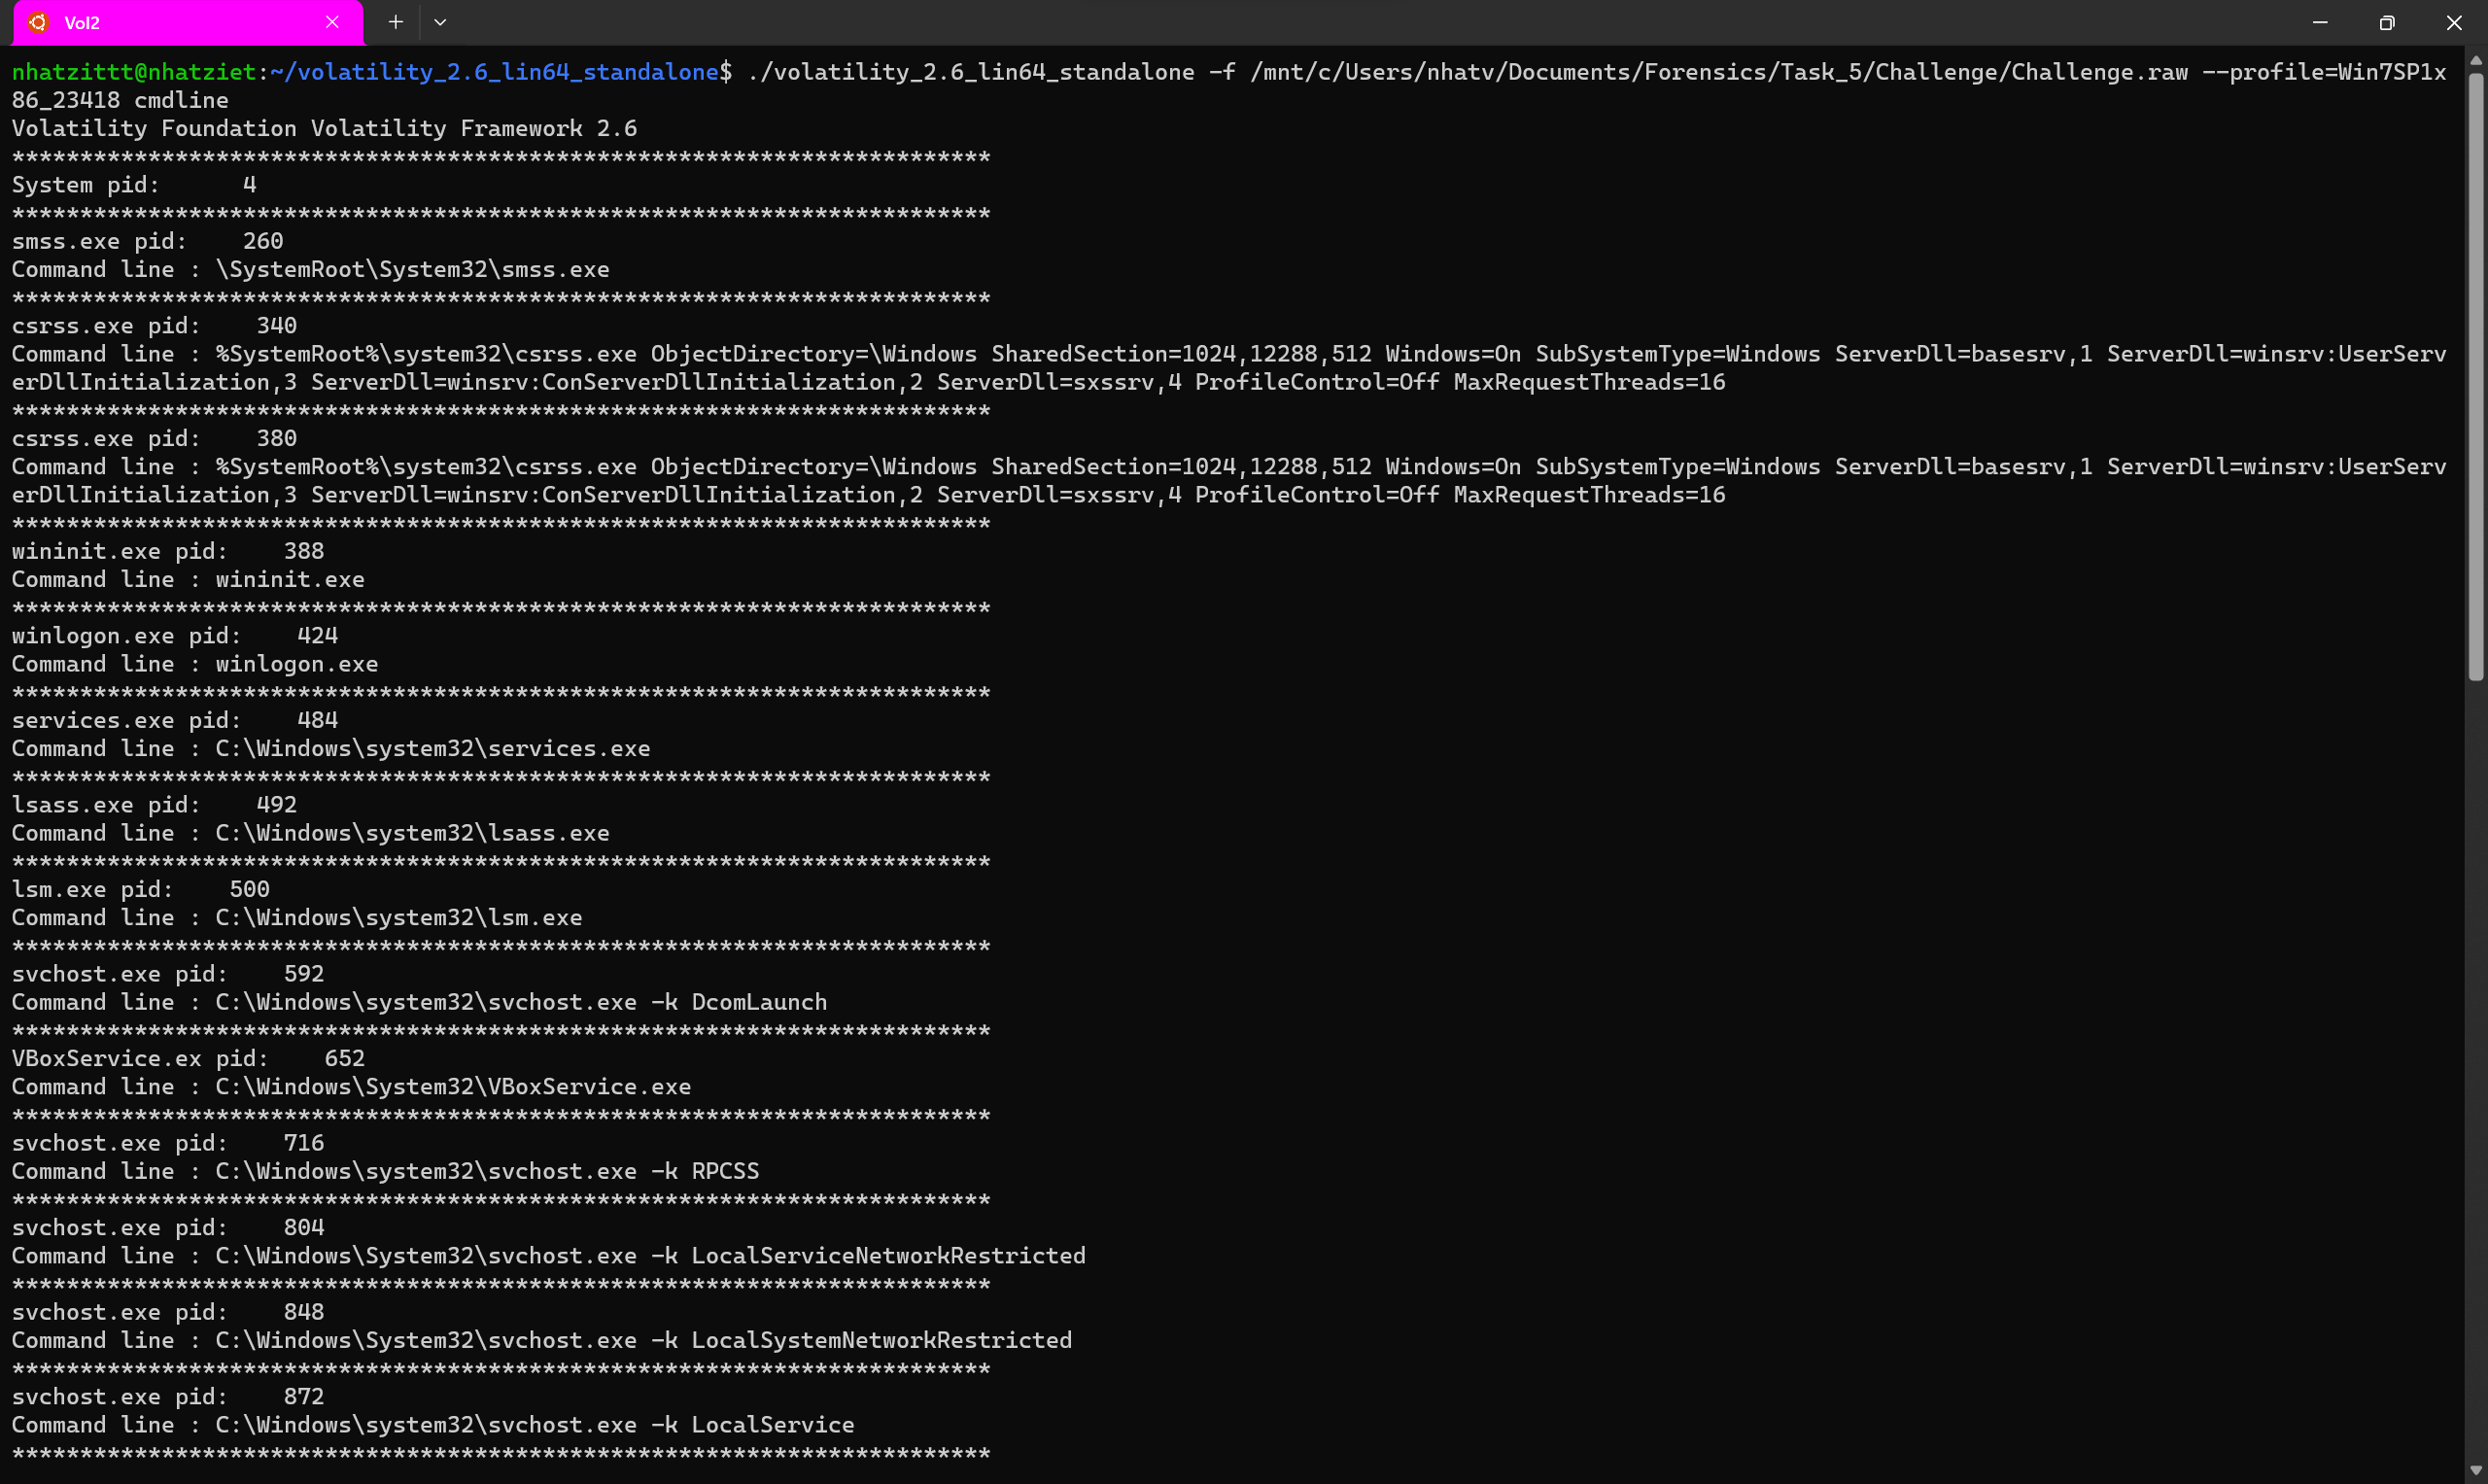 Vol2
nhatzittt@nhatziet:~/volatility_2.6_lin64_standalone$ ./volatility_2.6_lin64_standalone -f /mnt/c/Users/nhatv/Documents/Forensics/Task_5/Challenge/Challenge.raw --profile=Win7SP1x
86_23418 cmdline
Volatility Foundation Volatility Framework 2.6
************************************************************************
System pid:      4
************************************************************************
smss.exe pid:    260
Command line : \SystemRoot\System32\smss.exe
************************************************************************
csrss.exe pid:    340
Command line : %SystemRoot%\system32\csrss.exe ObjectDirectory=\Windows SharedSection=1024,12288,512 Windows=On SubSystemType=Windows ServerDll=basesrv,1 ServerDll=winsrv:UserServ
erDllInitialization,3 ServerDll=winsrv:ConServerDllInitialization,2 ServerDll=sxssrv,4 ProfileControl=Off MaxRequestThreads=16
************************************************************************
csrss.exe pid:    380
Command line : %SystemRoot%\system32\csrss.exe ObjectDirectory=\Windows SharedSection=1024,12288,512 Windows=On SubSystemType=Windows ServerDll=basesrv,1 ServerDll=winsrv:UserServ
erDllInitialization,3 ServerDll=winsrv:ConServerDllInitialization,2 ServerDll=sxssrv,4 ProfileControl=Off MaxRequestThreads=16
************************************************************************
wininit.exe pid:    388
Command line : wininit.exe
************************************************************************
winlogon.exe pid:    424
Command line : winlogon.exe
************************************************************************
services.exe pid:    484
Command line : C:\Windows\system32\services.exe
************************************************************************
lsass.exe pid:    492
Command line : C:\Windows\system32\lsass.exe
************************************************************************
lsm.exe pid:    500
Command line : C:\Windows\system32\lsm.exe
************************************************************************
svchost.exe pid:    592
Command line : C:\Windows\system32\svchost.exe -k DcomLaunch
************************************************************************
VBoxService.ex pid:    652
Command line : C:\Windows\System32\VBoxService.exe
************************************************************************
svchost.exe pid:    716
Command line : C:\Windows\system32\svchost.exe -k RPCSS
************************************************************************
svchost.exe pid:    804
Command line : C:\Windows\System32\svchost.exe -k LocalServiceNetworkRestricted
************************************************************************
svchost.exe pid:    848
Command line : C:\Windows\System32\svchost.exe -k LocalSystemNetworkRestricted
************************************************************************
svchost.exe pid:    872
Command line : C:\Windows\system32\svchost.exe -k LocalService
************************************************************************